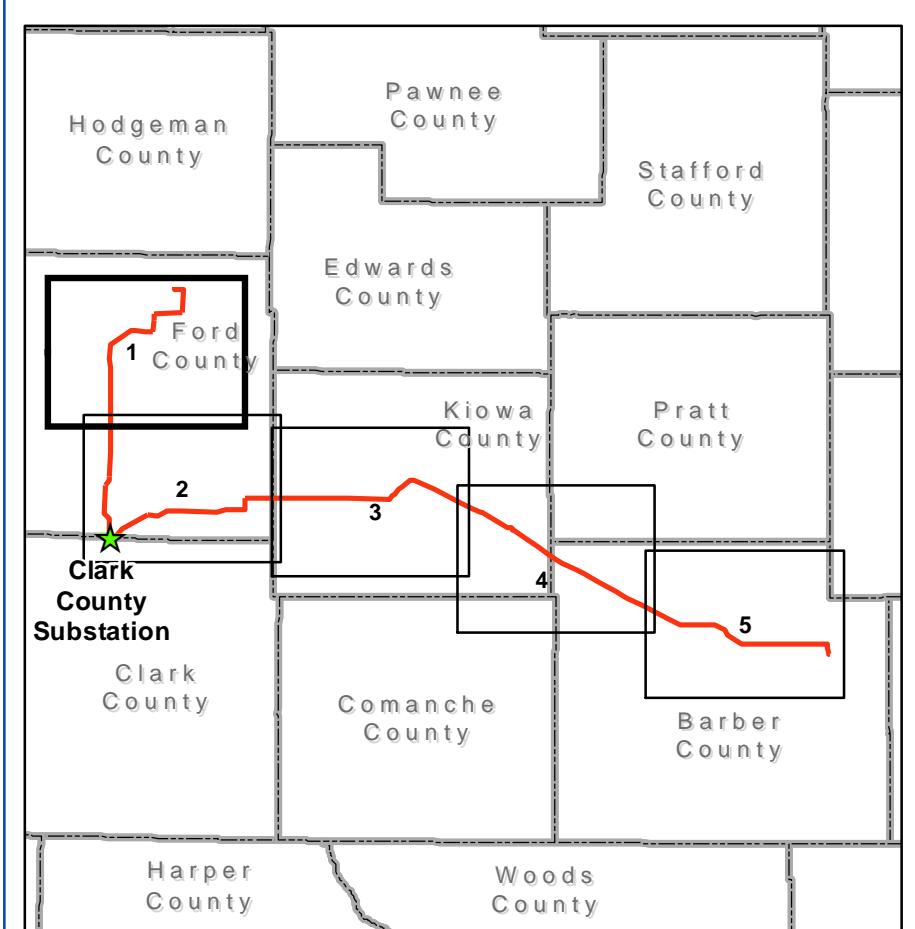 Pawnee
County
Hodgeman
County
Stafford
County
Edwards
County
Ford
County
1
Kiowa
County
Pratt
County
2
3
Clark
County
Substation
4
5
Clark
County
Comanche
County
Barber
County
Harper
County
Woods
County